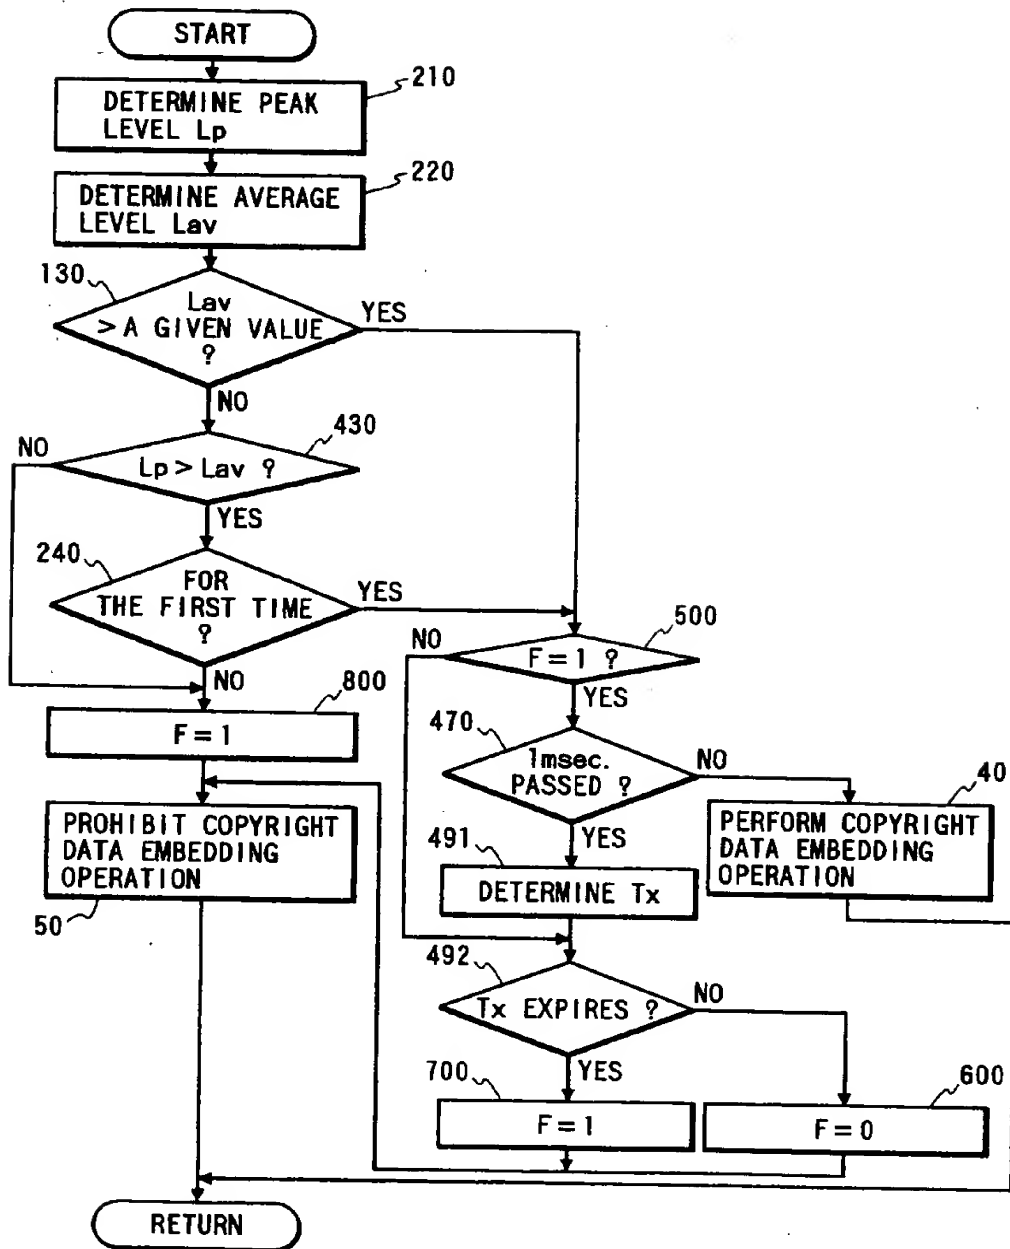 START
210
DETERMINE PEAK
LEVEL Lp
220
DETERMINE AVERAGE
LEVEL Lav
130
Lav
> A GIVEN VALUE
?
YES
NO
430
NO
Lp > Lav ?
YES
240
FOR
THE FIRST TIME
?
YES
NO
500
NO
F = 1 ?
YES
800
F = 1
470
1msec.
PASSED ?
NO
YES
40
PERFORM COPYRIGHT
DATA EMBEDDING
OPERATION
PROHIBIT COPYRIGHT
DATA EMBEDDING
OPERATION
50
491
DETERMINE Tx
492
Tx EXPIRES ?
NO
YES
700
F = 1
600
F = 0
RETURN